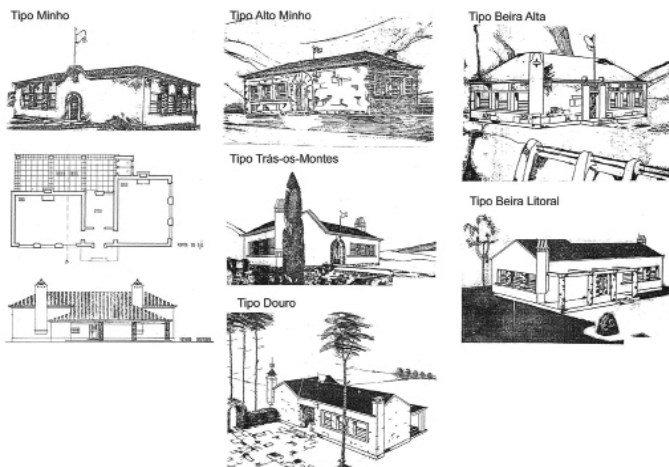 Tipo Minho
Tipo Alto Minho
Tipo Beira Alta
Tipo Trás-os-Montes
Tipo Beira Litoral
Tipo Douro